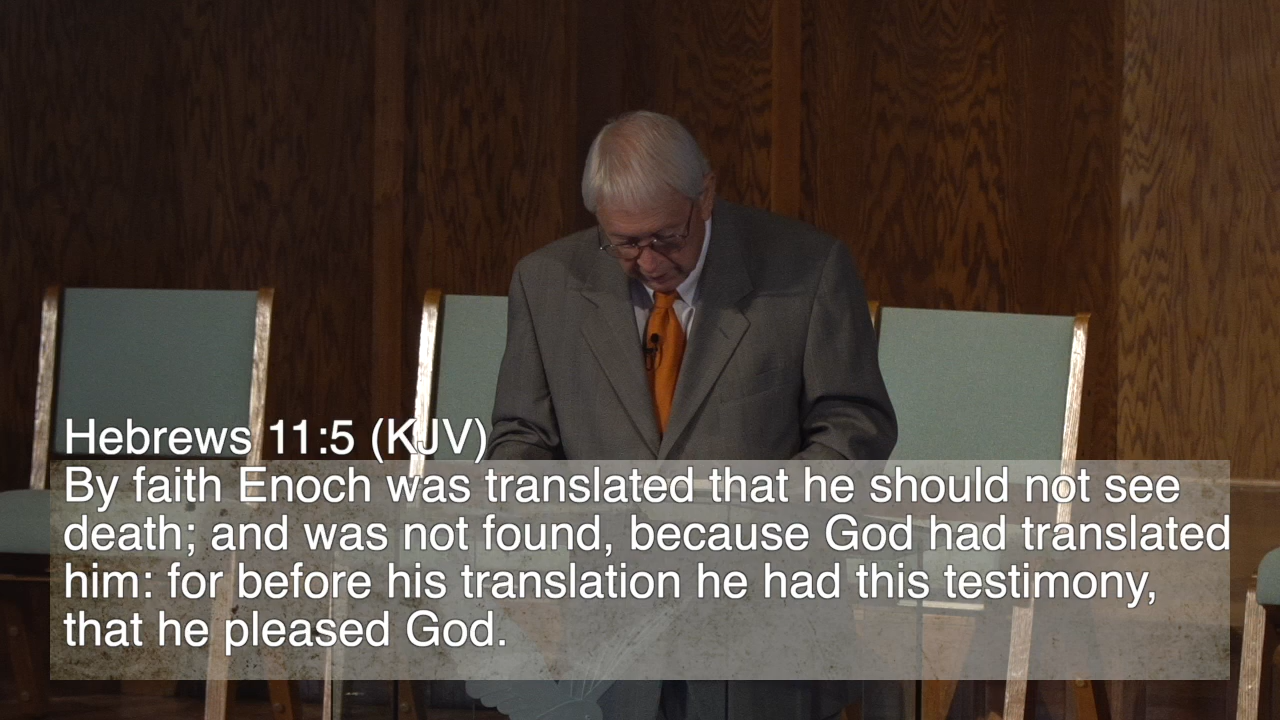 Hebrews 11:5 (KJV)
By faith Enoch was translated that he should not see
death; and was not found, because God had translated
him: for before his translation he had this testimony,
that he pleased God.